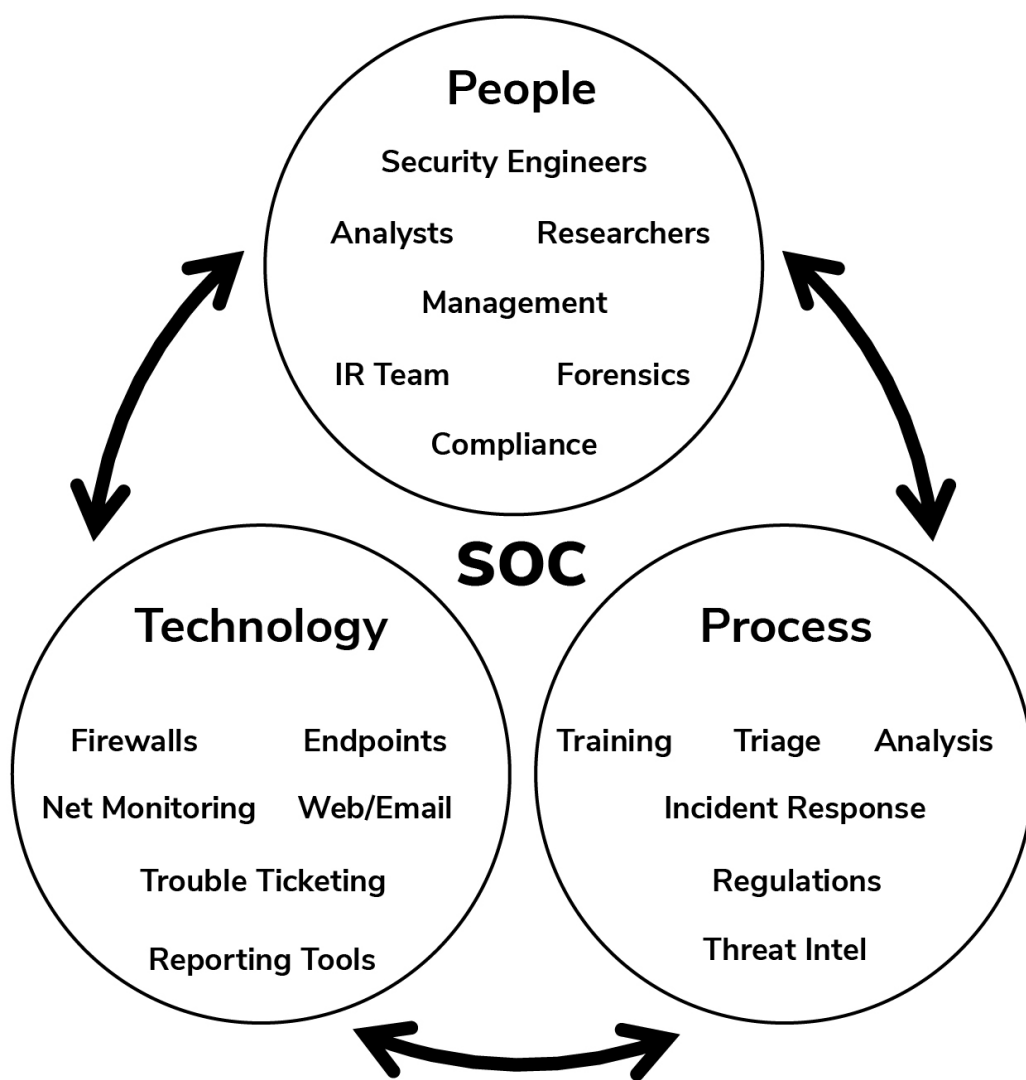 People
Security Engineers
Analysts Researchers
Management
IR Team Forensics
Compliance
SOC
Technology
Firewalls Endpoints
Net Monitoring Web/Email
Trouble Ticketing
Reporting Tools
Process
Training Triage Analysis
Incident Response
Regulations
Threat Intel